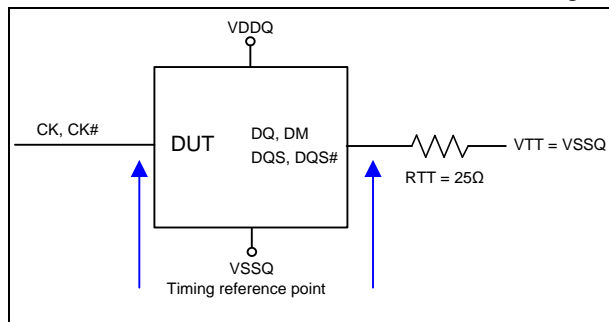 VDDQ
CK, CK#
DUT
DQ, DM
DQS, DQS#
VTT = VSSQ
RTT = 25Ω
VSSQ
Timing reference point